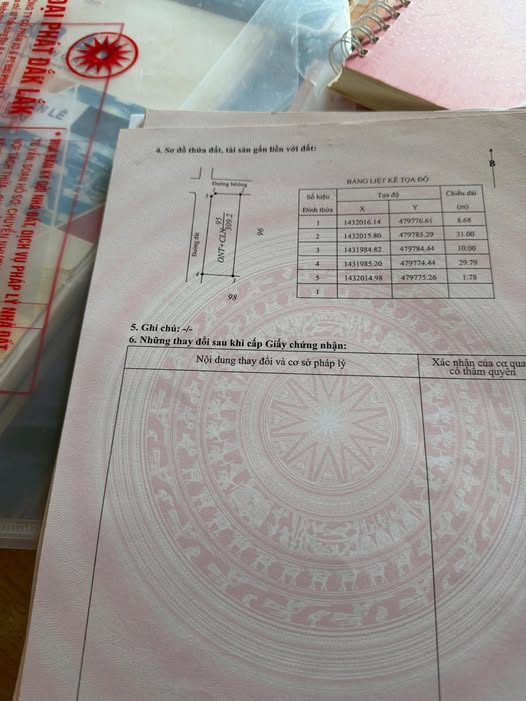 ĐẠI PHÁT ĐẮK LẮK
4. Sơ đồ thửa đất, tài sản gắn liền với đất:
B
Đường bêtông
Đường đất
ONT+CLN
95
309.2
96
98
3
4
BẢNG LIỆT KÊ TỌA ĐỘ
Số hiệu Đỉnh thửa Tọa độ Chiều dài (m)
X Y
1 1432016.14 479776.61 8.68
2 1432015.80 479785.29 31.00
3 1431984.82 479784.44 10.00
4 1431985.20 479774.44 29.79
5 1432014.98 479775.26 1.78
1
5. Ghi chú: -/-
6. Những thay đổi sau khi cấp Giấy chứng nhận:
Nội dung thay đổi và cơ sở pháp lý
Xác nhận của cơ qua
có thẩm quyền